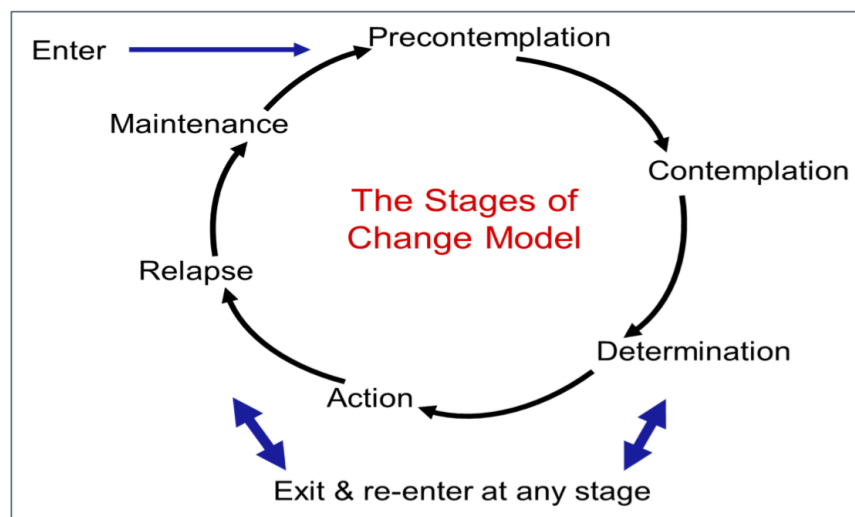 Enter
Precontemplation
Maintenance
Contemplation
The Stages of
Change Model
Relapse
Determination
Action
Exit & re-enter at any stage